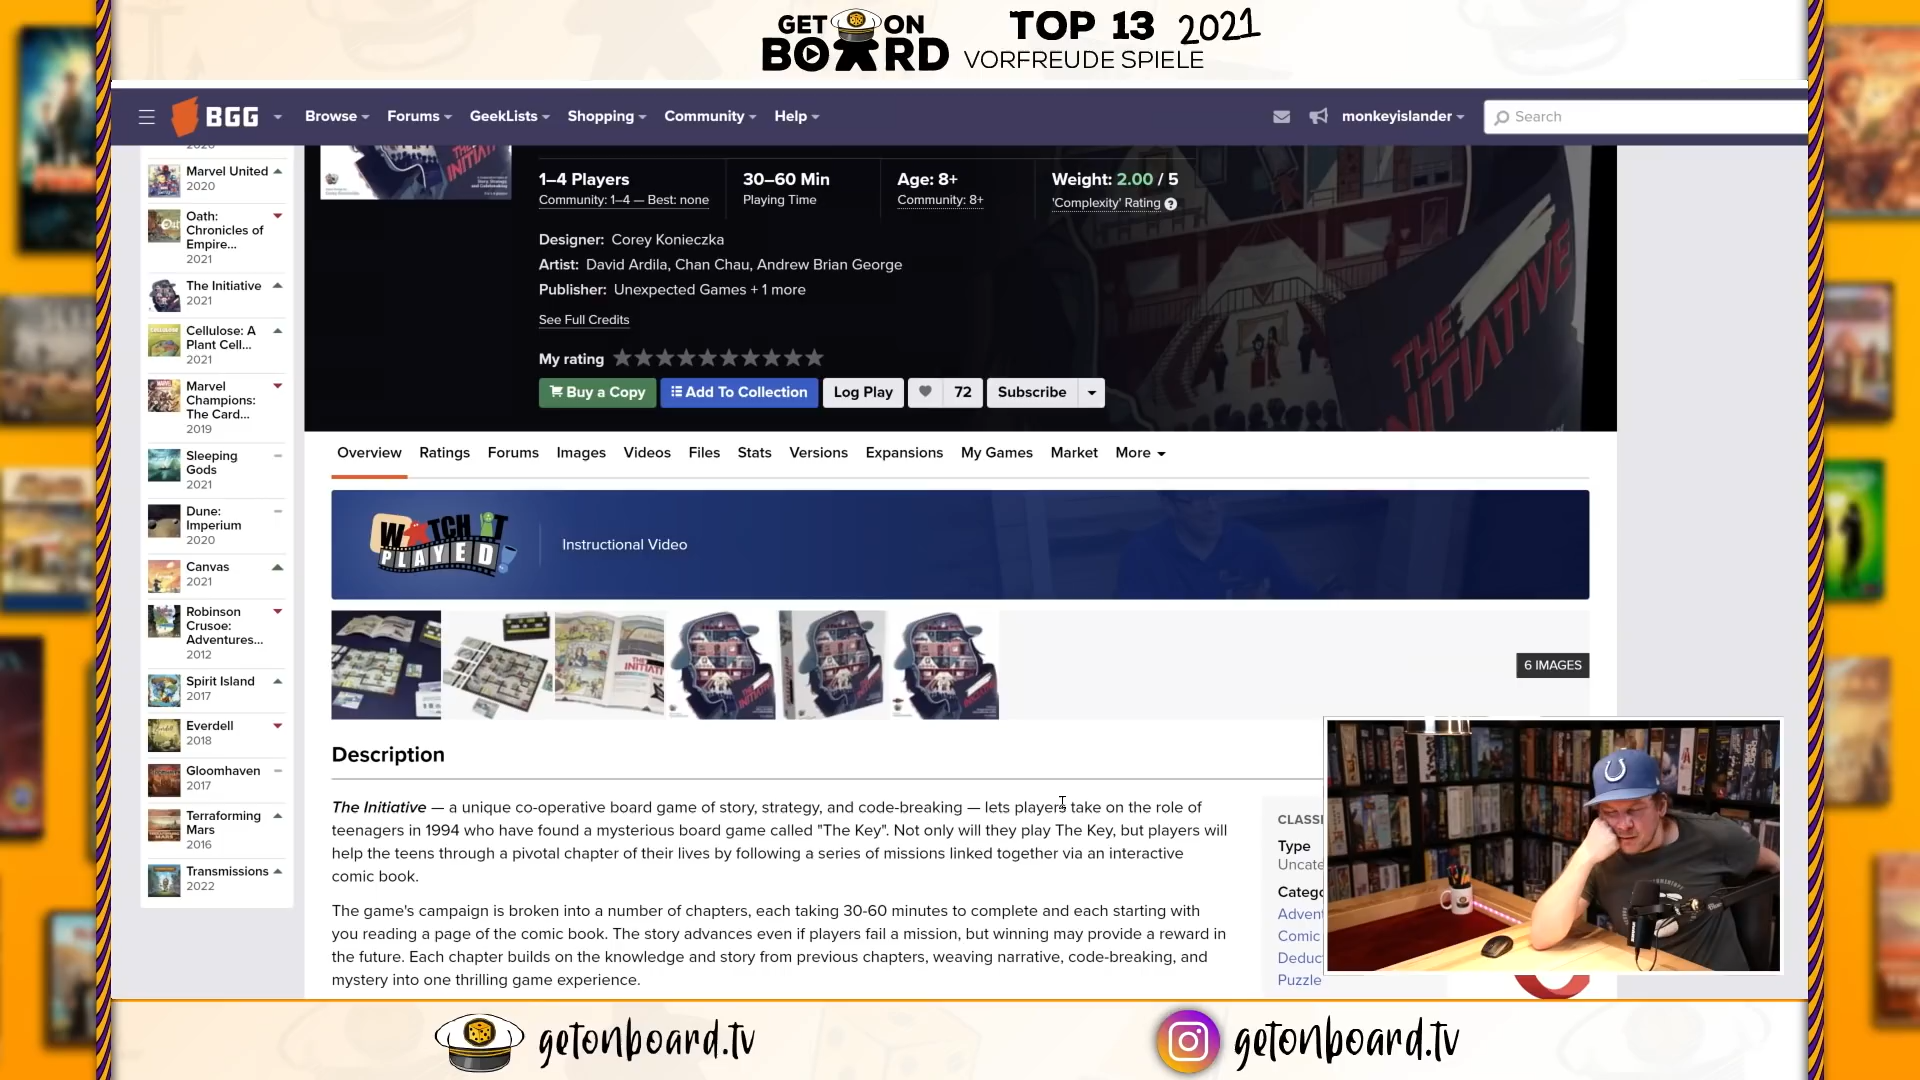 GET ON
BOARD
TOP 13 2021
VORFREUDE SPIELE
BGG
Browse
Forums
GeekLists
Shopping
Community
Help
monkeyislander
Search
2020
Marvel United
2020
Oath:
Chronicles of
Empire...
2021
The Initiative
2021
Cellulose: A
Plant Cell...
2021
Marvel
Champions:
The Card...
2019
Sleeping
Gods
2021
Dune:
Imperium
2020
Canvas
2021
Robinson
Crusoe:
Adventures...
2012
Spirit Island
2017
Everdell
2018
Gloomhaven
2017
Terraforming
Mars
2016
Transmissions
2022
1–4 Players
Community: 1–4 — Best: none
30–60 Min
Playing Time
Age: 8+
Community: 8+
Weight: 2.00 / 5
'Complexity' Rating
Designer: Corey Konieczka
Artist: David Ardila, Chan Chau, Andrew Brian George
Publisher: Unexpected Games + 1 more
See Full Credits
My rating
Buy a Copy
Add To Collection
Log Play
72
Subscribe
THE
INITIATIVE
Overview
Ratings
Forums
Images
Videos
Files
Stats
Versions
Expansions
My Games
Market
More
WATCH IT
PLAYED
Instructional Video
6 IMAGES
Description
The Initiative — a unique co-operative board game of story, strategy, and code-breaking — lets players take on the role of
teenagers in 1994 who have found a mysterious board game called "The Key". Not only will they play The Key, but players will
help the teens through a pivotal chapter of their lives by following a series of missions linked together via an interactive
comic book.
The game's campaign is broken into a number of chapters, each taking 30-60 minutes to complete and each starting with
you reading a page of the comic book. The story advances even if players fail a mission, but winning may provide a reward in
the future. Each chapter builds on the knowledge and story from previous chapters, weaving narrative, code-breaking, and
mystery into one thrilling game experience.
CLASSI
Type
Uncate
Catego
Adven
Comic
Deduc
Puzzle
getonboard.tv
getonboard.tv